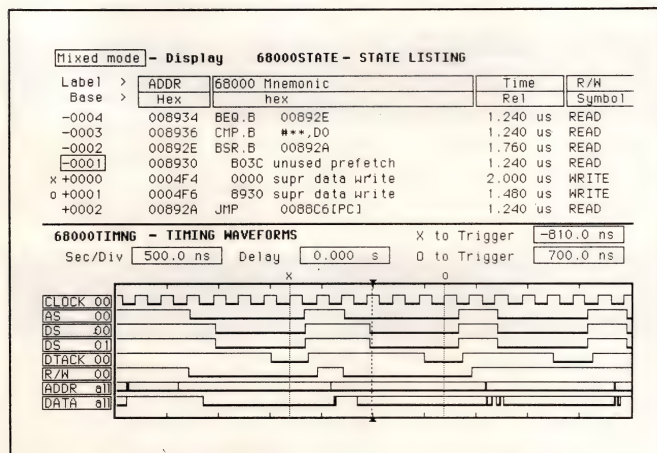 Mixed mode - Display 68000STATE - STATE LISTING
Label > ADDR 68000 Mnemonic Time R/W
Base > Hex hex Rel Symbol
-0004 008934 BEQ.B 00892E 1.240 us READ
-0003 008936 CMP.B #**,D0 1.240 us READ
-0002 00892E BSR.B 00892A 1.760 us READ
-0001 008930 B03C unused prefetch 1.240 us READ
x +0000 0004F4 0000 supr data write 2.000 us WRITE
o +0001 0004F6 8930 supr data write 1.480 us WRITE
+0002 00892A JMP 0088C6[PC] 1.240 us READ
68000TIMNG - TIMING WAVEFORMS X to Trigger -810.0 ns
Sec/Div 500.0 ns Delay 0.000 s O to Trigger 700.0 ns
X O
CLOCK 00
AS 00
DS 00
DS 01
DTACK 00
R/W 00
ADDR all
DATA all